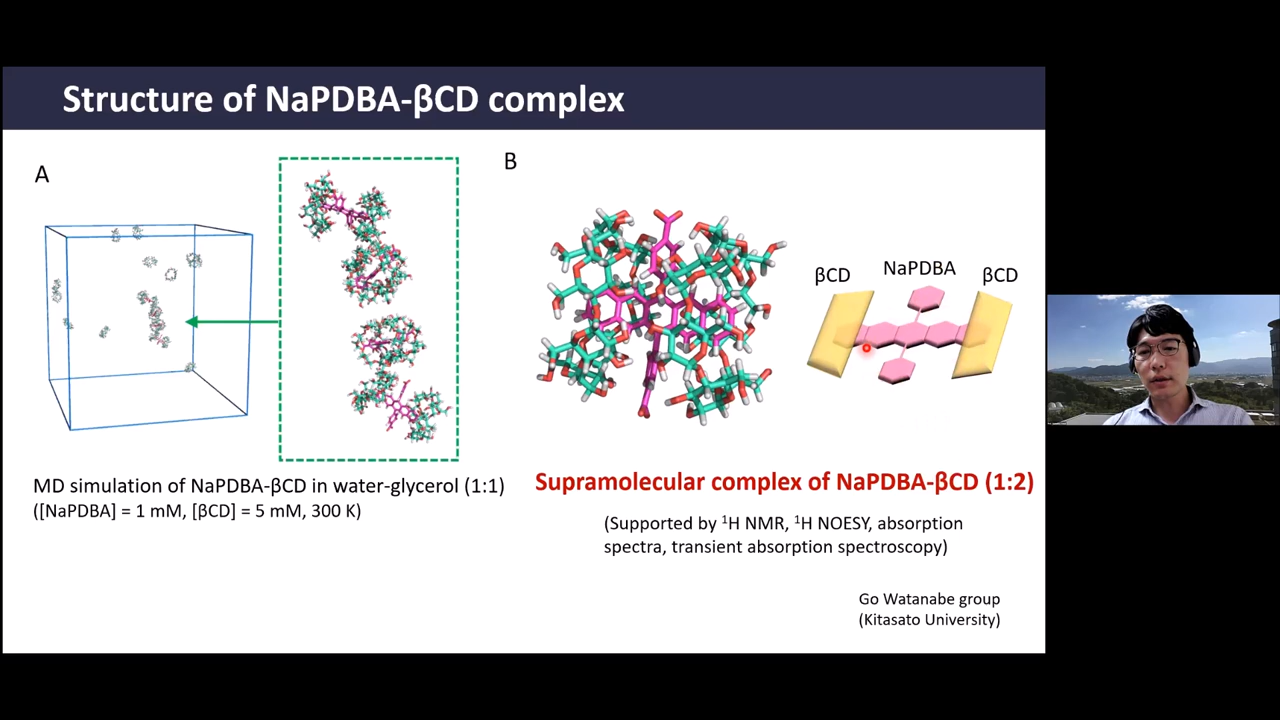 Structure of NaPDBA-βCD complex
A
B
βCD
NaPDBA
βCD
MD simulation of NaPDBA-βCD in water-glycerol (1:1)
([NaPDBA] = 1 mM, [βCD] = 5 mM, 300 K)
Supramolecular complex of NaPDBA-βCD (1:2)
(Supported by ¹H NMR, ¹H NOESY, absorption
spectra, transient absorption spectroscopy)
Go Watanabe group
(Kitasato University)